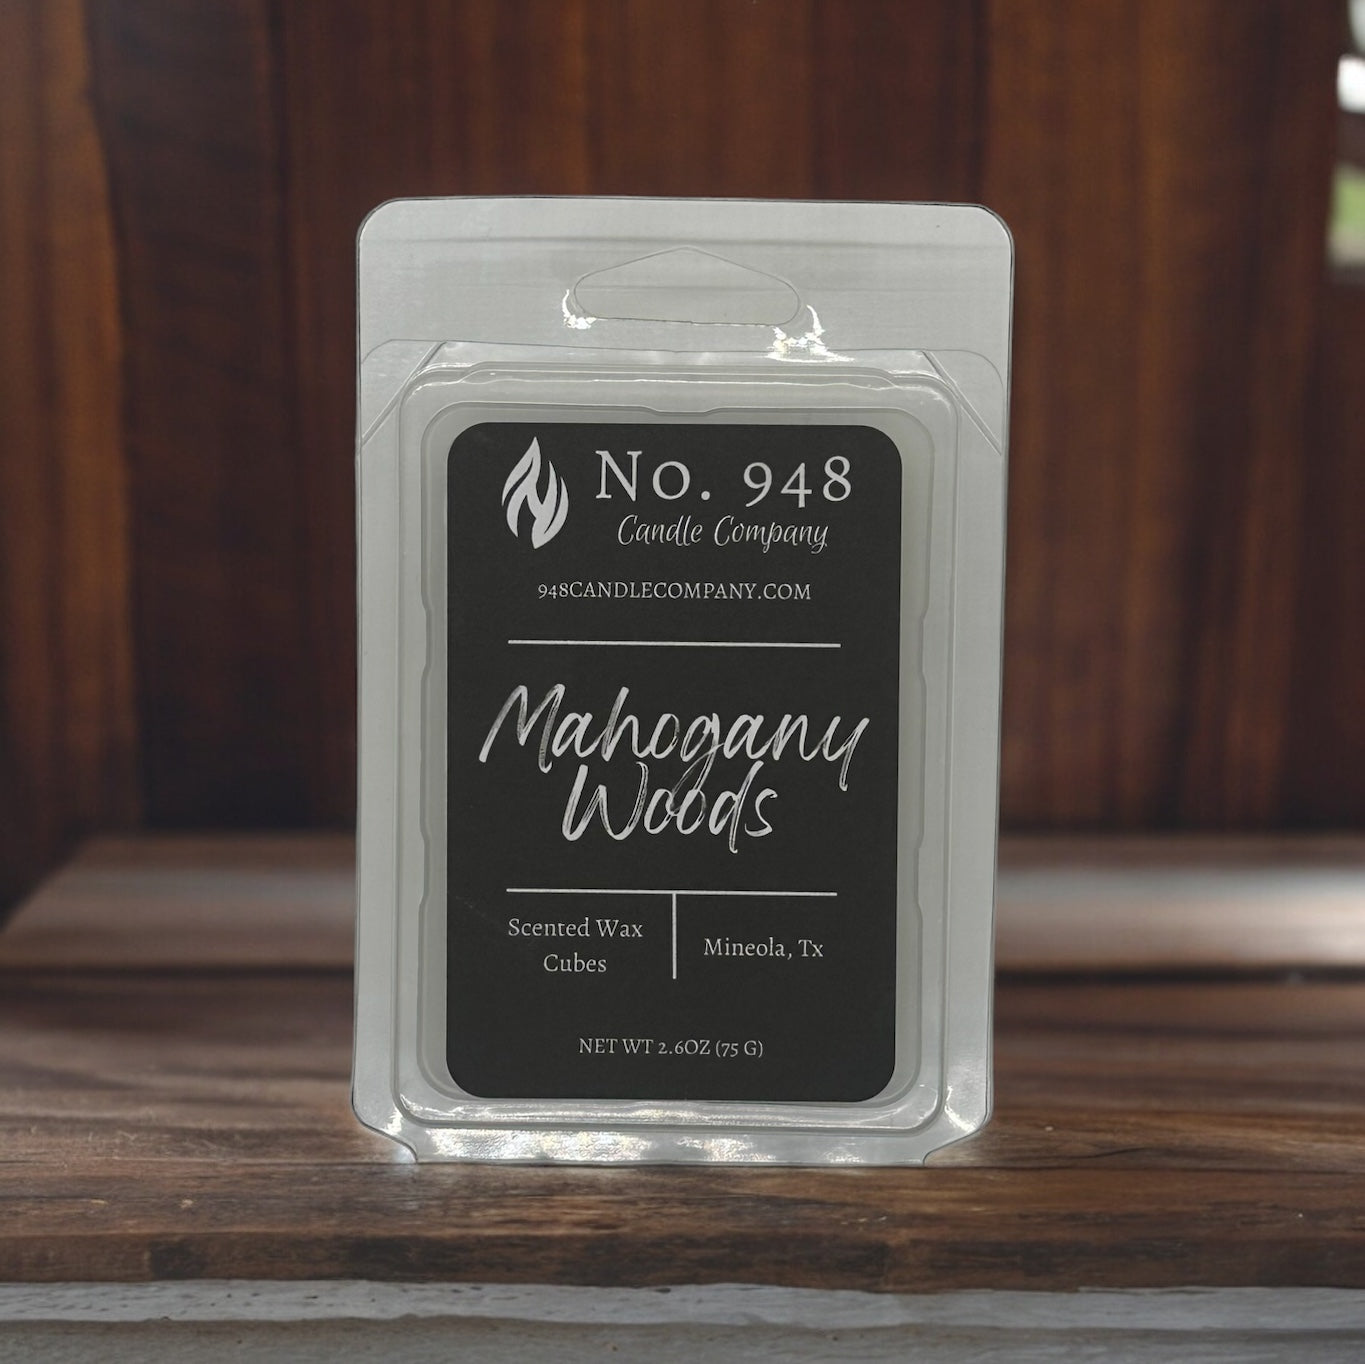 No. 948
Candle Company
948CANDLECOMPANY.COM
Mahogany
Woods
Scented Wax
Cubes
Mineola, Tx
NET WT 2.6OZ (75 G)